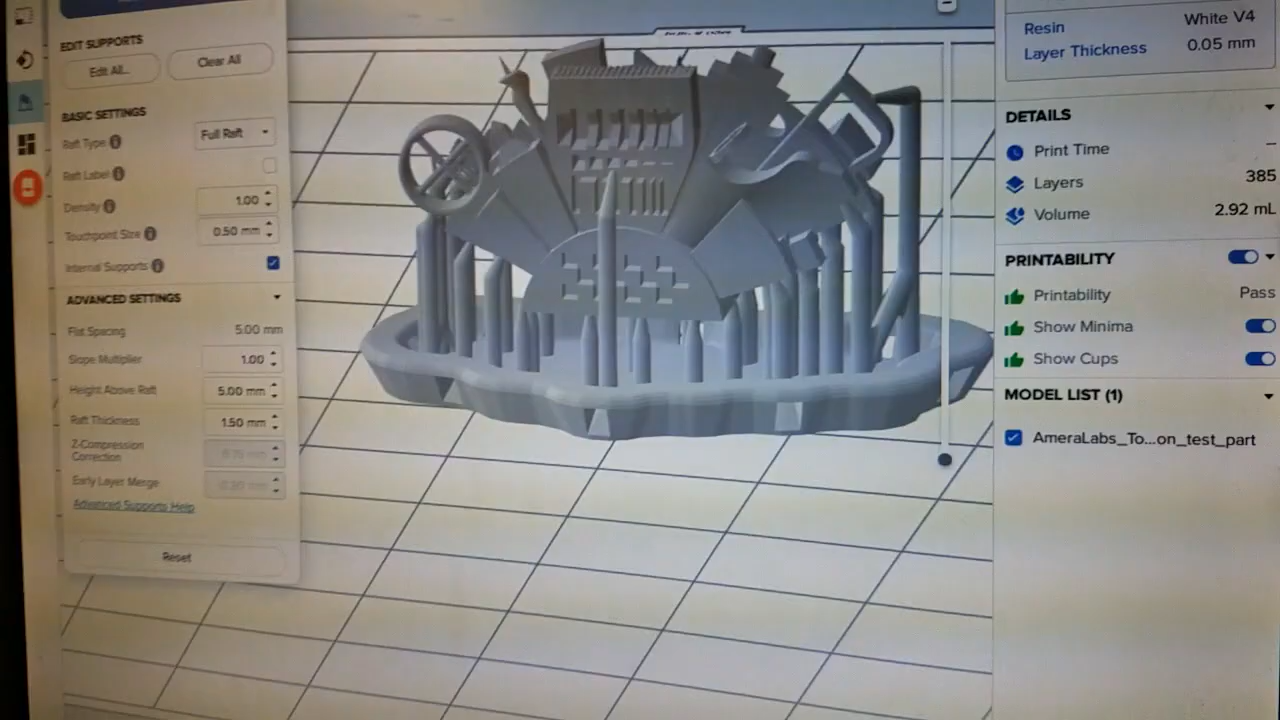 EDIT SUPPORTS
Edit All...
Clear All
BASIC SETTINGS
Raft Type
Full Raft
Raft Label
Density
1.00
Touchpoint Size
0.50 mm
Internal Supports
ADVANCED SETTINGS
Flat Spacing
5.00 mm
Slope Multiplier
1.00
Height Above Raft
5.00 mm
Raft Thickness
1.50 mm
Z-Compression
Correction
Early Layer Merge
Advanced Supports Help
Reset
Resin
White V4
Layer Thickness
0.05 mm
DETAILS
Print Time
--
Layers
385
Volume
2.92 mL
PRINTABILITY
Printability
Pass
Show Minima
Show Cups
MODEL LIST (1)
AmeraLabs_To...on_test_part